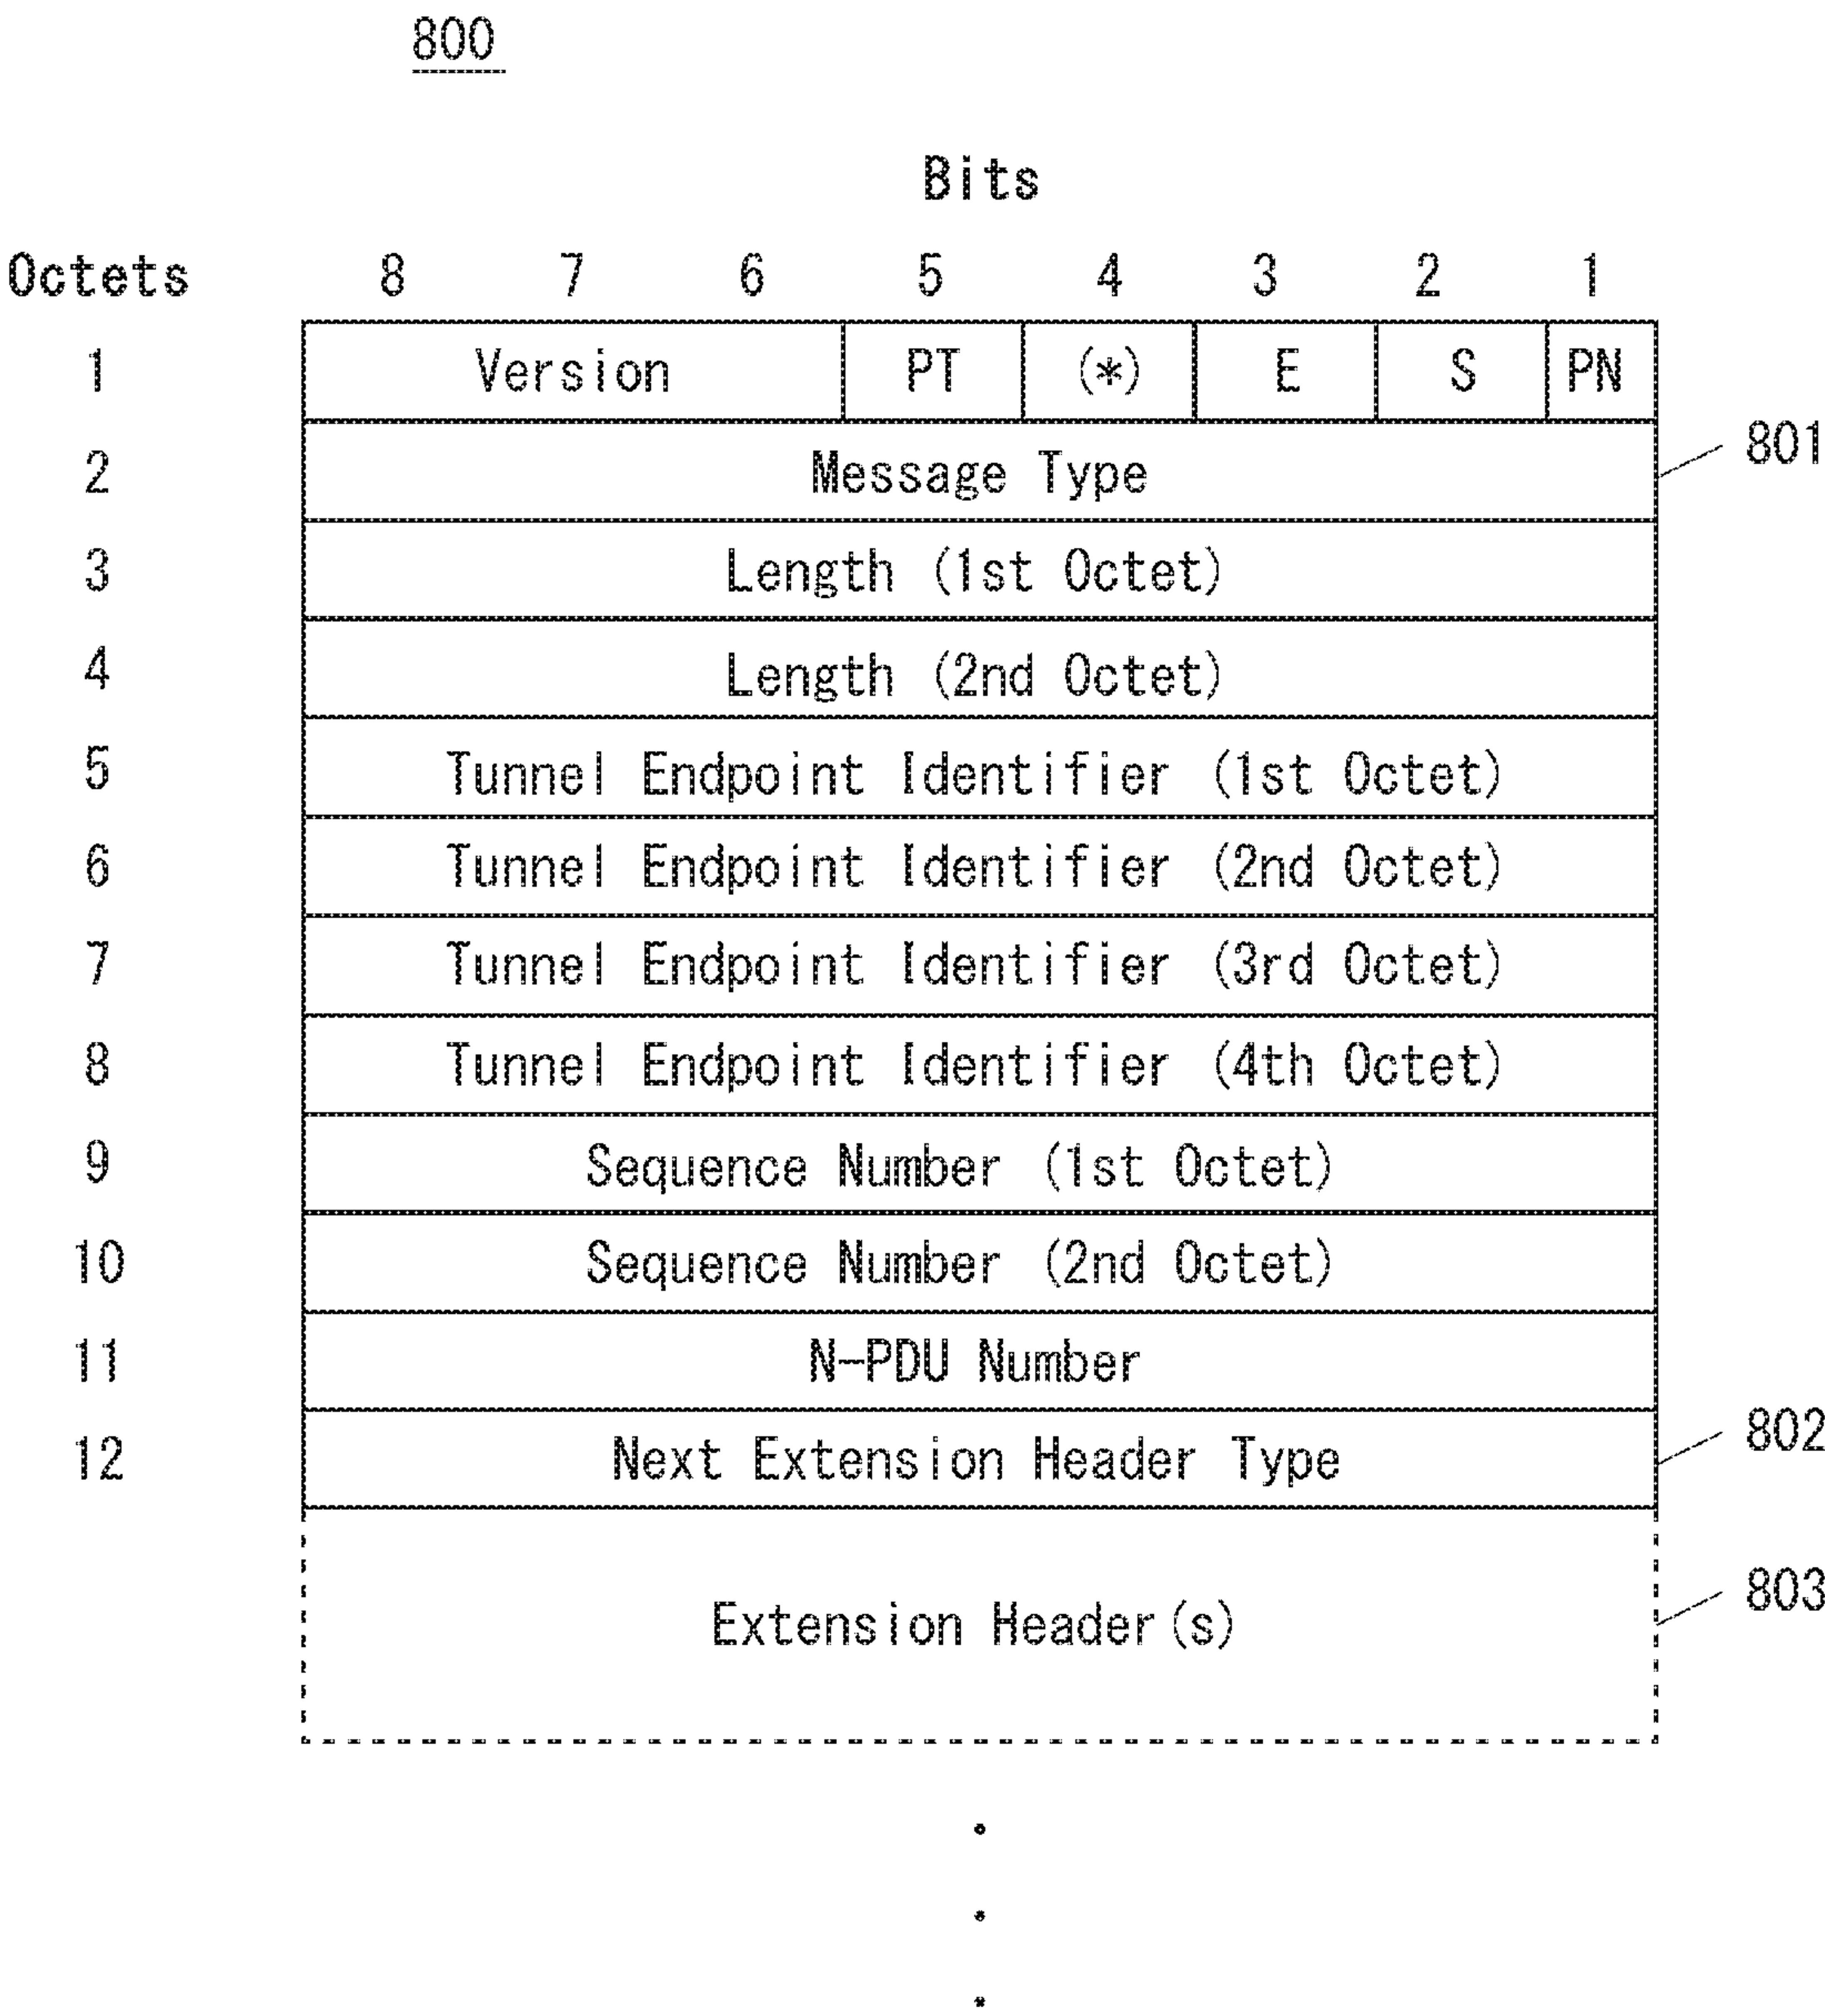 800
Bits
Octets 8 7 6 5 4 3 2 1
1 Version PT (*) E S PN
2 Message Type 801
3 Length (1st Octet)
4 Length (2nd Octet)
5 Tunnel Endpoint Identifier (1st Octet)
6 Tunnel Endpoint Identifier (2nd Octet)
7 Tunnel Endpoint Identifier (3rd Octet)
8 Tunnel Endpoint Identifier (4th Octet)
9 Sequence Number (1st Octet)
10 Sequence Number (2nd Octet)
11 N-PDU Number
12 Next Extension Header Type 802
Extension Header(s) 803